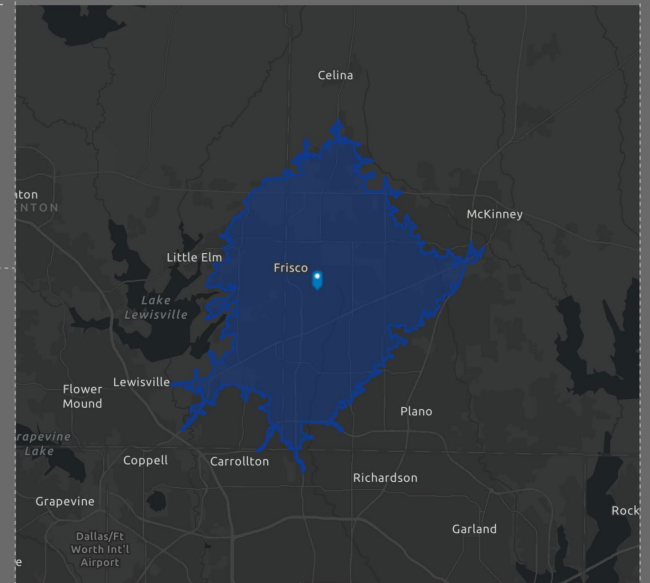 Celina
ton
NTON
McKinney
Little Elm
Frisco
Lake
Lewisville
Lewisville
Flower
Mound
Plano
rapevine
Lake
Coppell
Carrollton
Richardson
Grapevine
Rock
Garland
Dallas/Ft
Worth Int'l
Airport
e